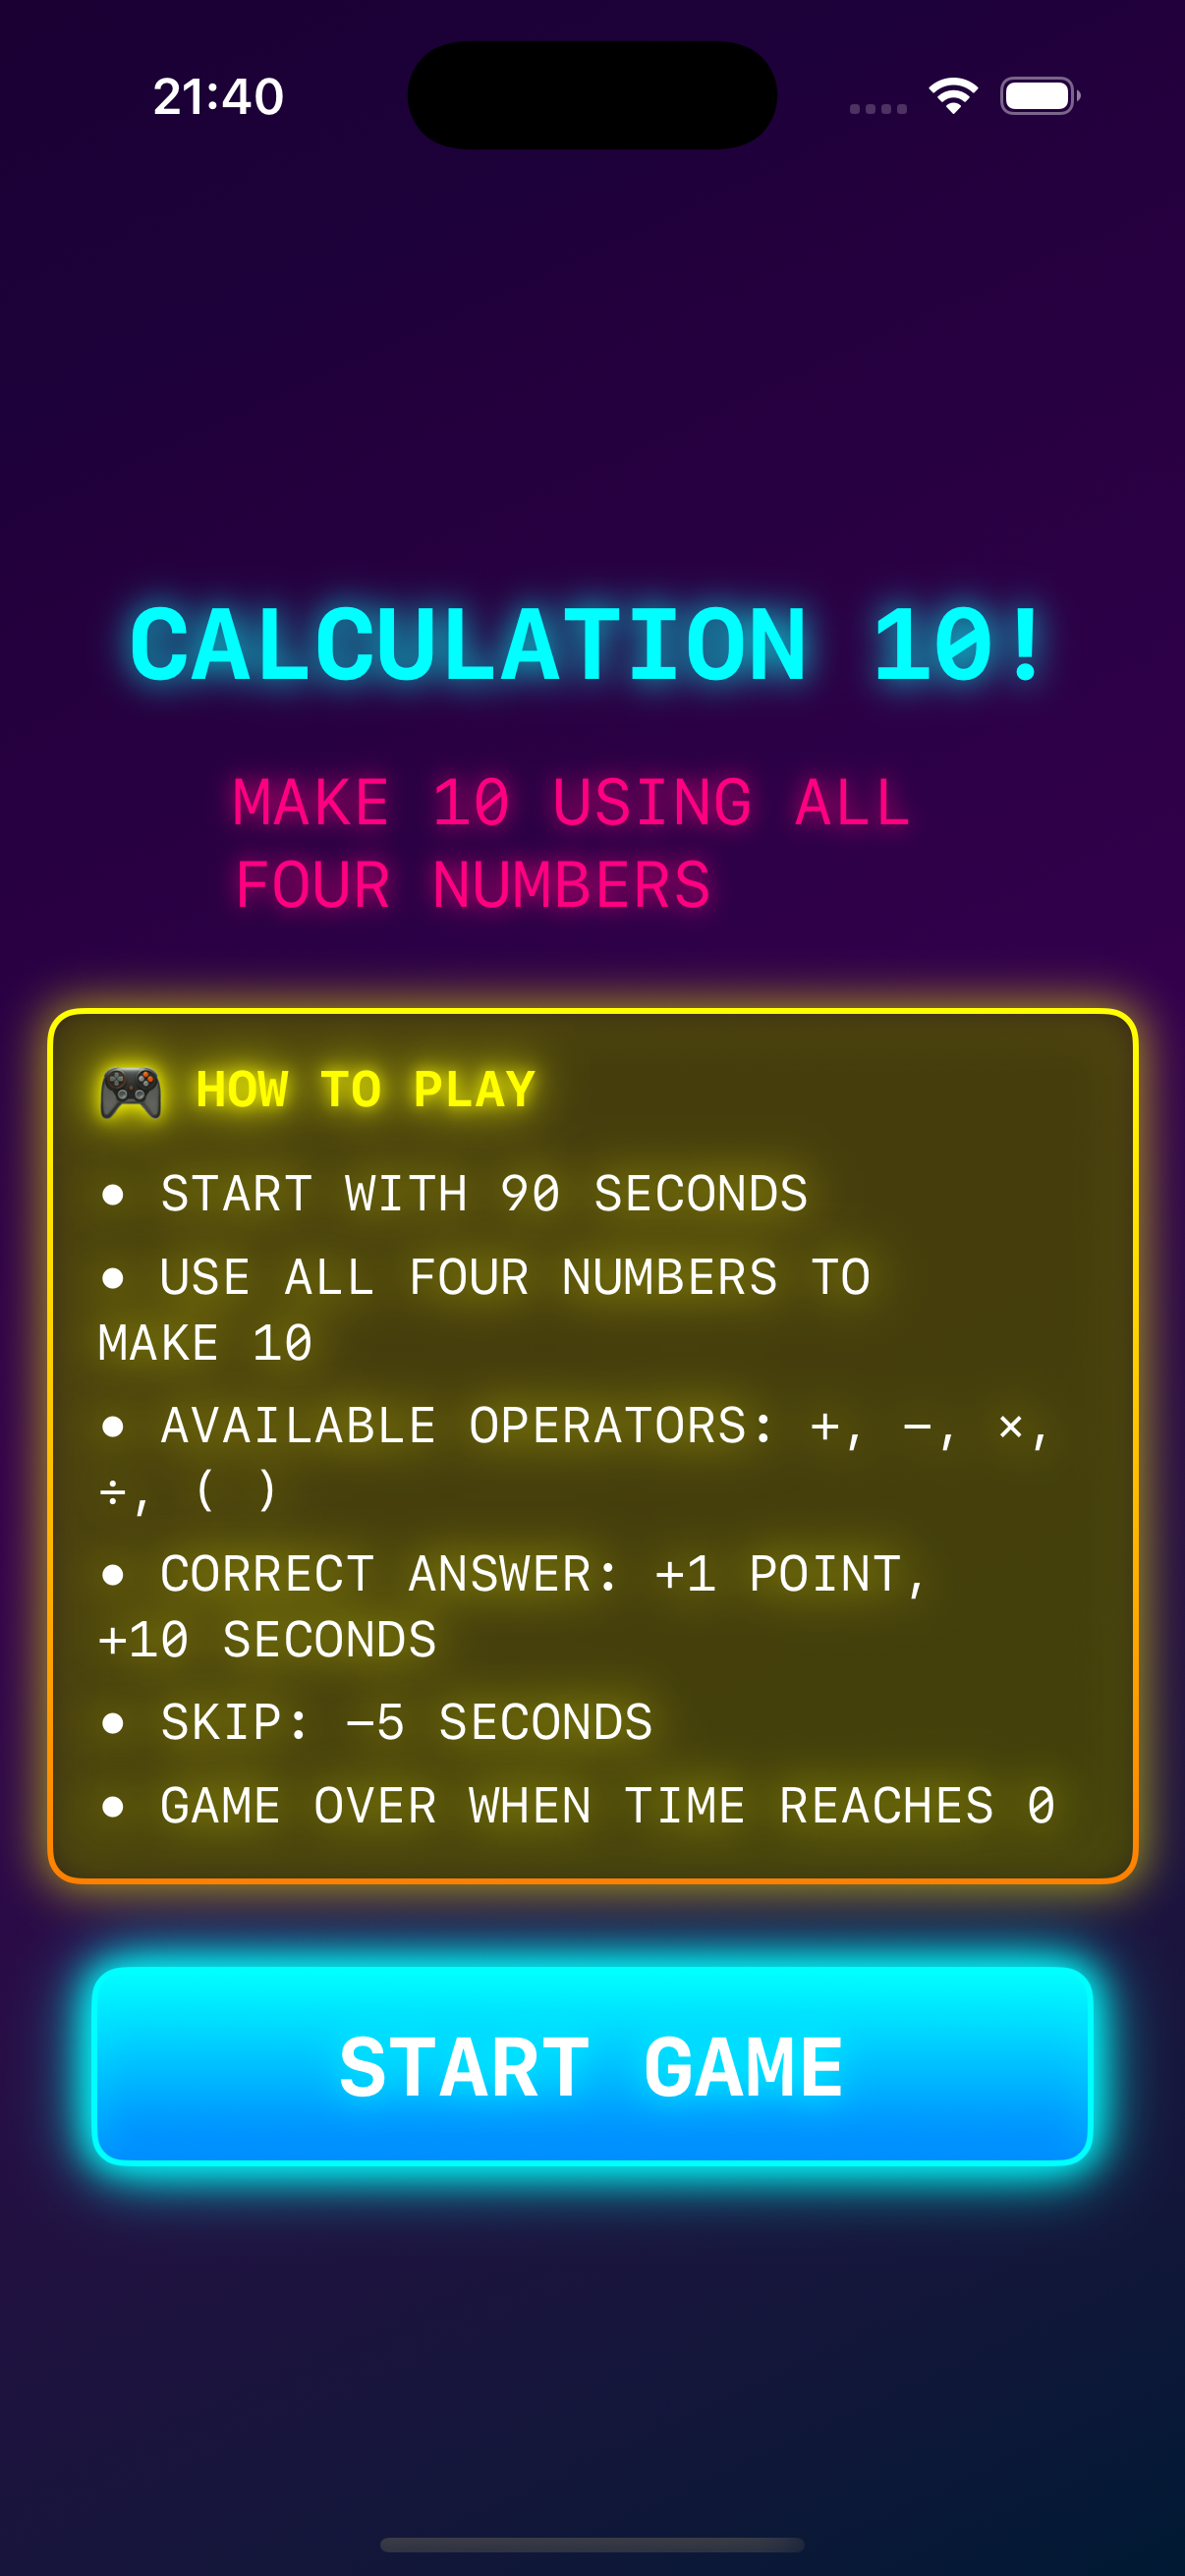 21:40
CALCULATION 10!
MAKE 10 USING ALL
FOUR NUMBERS
🎮 HOW TO PLAY
• START WITH 90 SECONDS
• USE ALL FOUR NUMBERS TO
MAKE 10
• AVAILABLE OPERATORS: +, −, ×,
÷, ( )
• CORRECT ANSWER: +1 POINT,
+10 SECONDS
• SKIP: −5 SECONDS
• GAME OVER WHEN TIME REACHES 0
START GAME